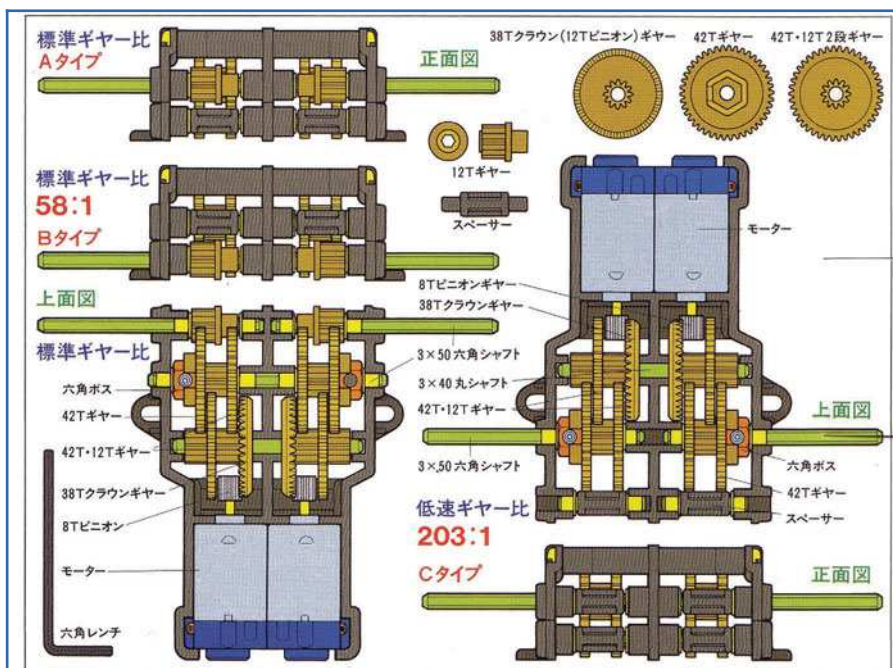 標準ギヤー比
Aタイプ
正面図
38Tクラウン(12Tピニオン)ギヤー
42Tギヤー
42T・12T2段ギヤー
12Tギヤー
スペーサー
標準ギヤー比
58:1
Bタイプ
上面図
標準ギヤー比
六角ボス
42Tギヤー
42T・12Tギヤー
38Tクラウンギヤー
8Tピニオン
モーター
六角レンチ
モーター
8Tピニオンギヤー
38Tクラウンギヤー
3×50六角シャフト
3×40丸シャフト
42T・12Tギヤー
3×50六角シャフト
上面図
六角ボス
42Tギヤー
スペーサー
低速ギヤー比
203:1
Cタイプ
正面図